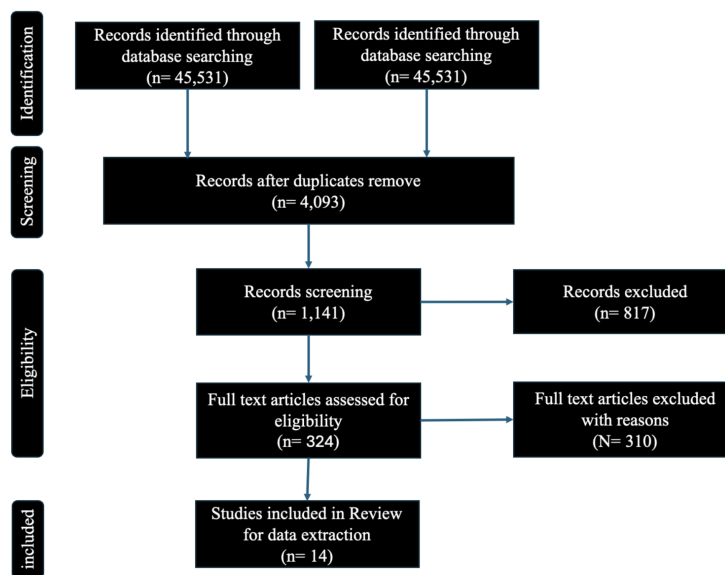 Identification
Records identified through
database searching
(n= 45,531)
Records identified through
database searching
(n= 45,531)
Screening
Records after duplicates remove
(n= 4,093)
Eligibility
Records screening
(n= 1,141)
Records excluded
(n= 817)
Full text articles assessed for
eligibility
(n= 324)
Full text articles excluded
with reasons
(N= 310)
included
Studies included in Review
for data extraction
(n= 14)